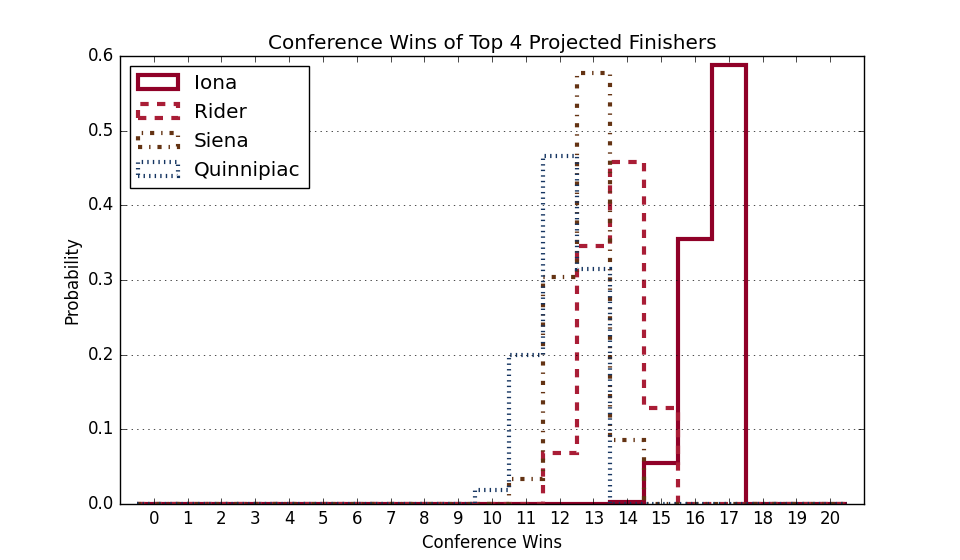 Conference Wins of Top 4 Projected Finishers
Iona
Rider
Siena
Quinnipiac
Probability
0.6
0.5
0.4
0.3
0.2
0.1
0.0
0 1 2 3 4 5 6 7 8 9 10 11 12 13 14 15 16 17 18 19 20
Conference Wins